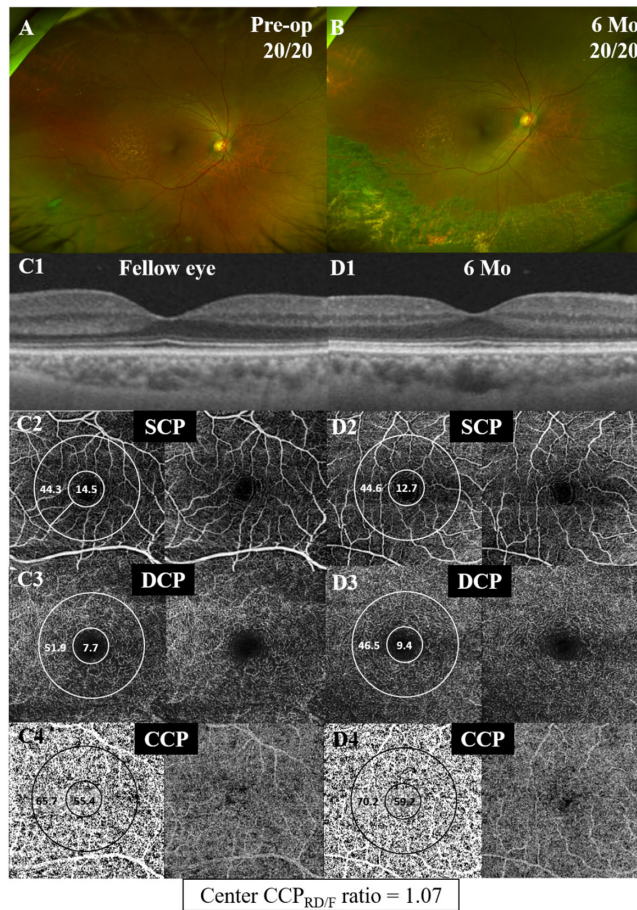 A
Pre-op
20/20
B
6 Mo
20/20
C1
Fellow eye
D1
6 Mo
C2
SCP
44.3
14.5
D2
SCP
44.6
12.7
C3
DCP
51.9
7.7
D3
DCP
46.5
9.4
C4
CCP
65.7
55.4
D4
CCP
70.2
59.2
Center CCP RD/F ratio = 1.07